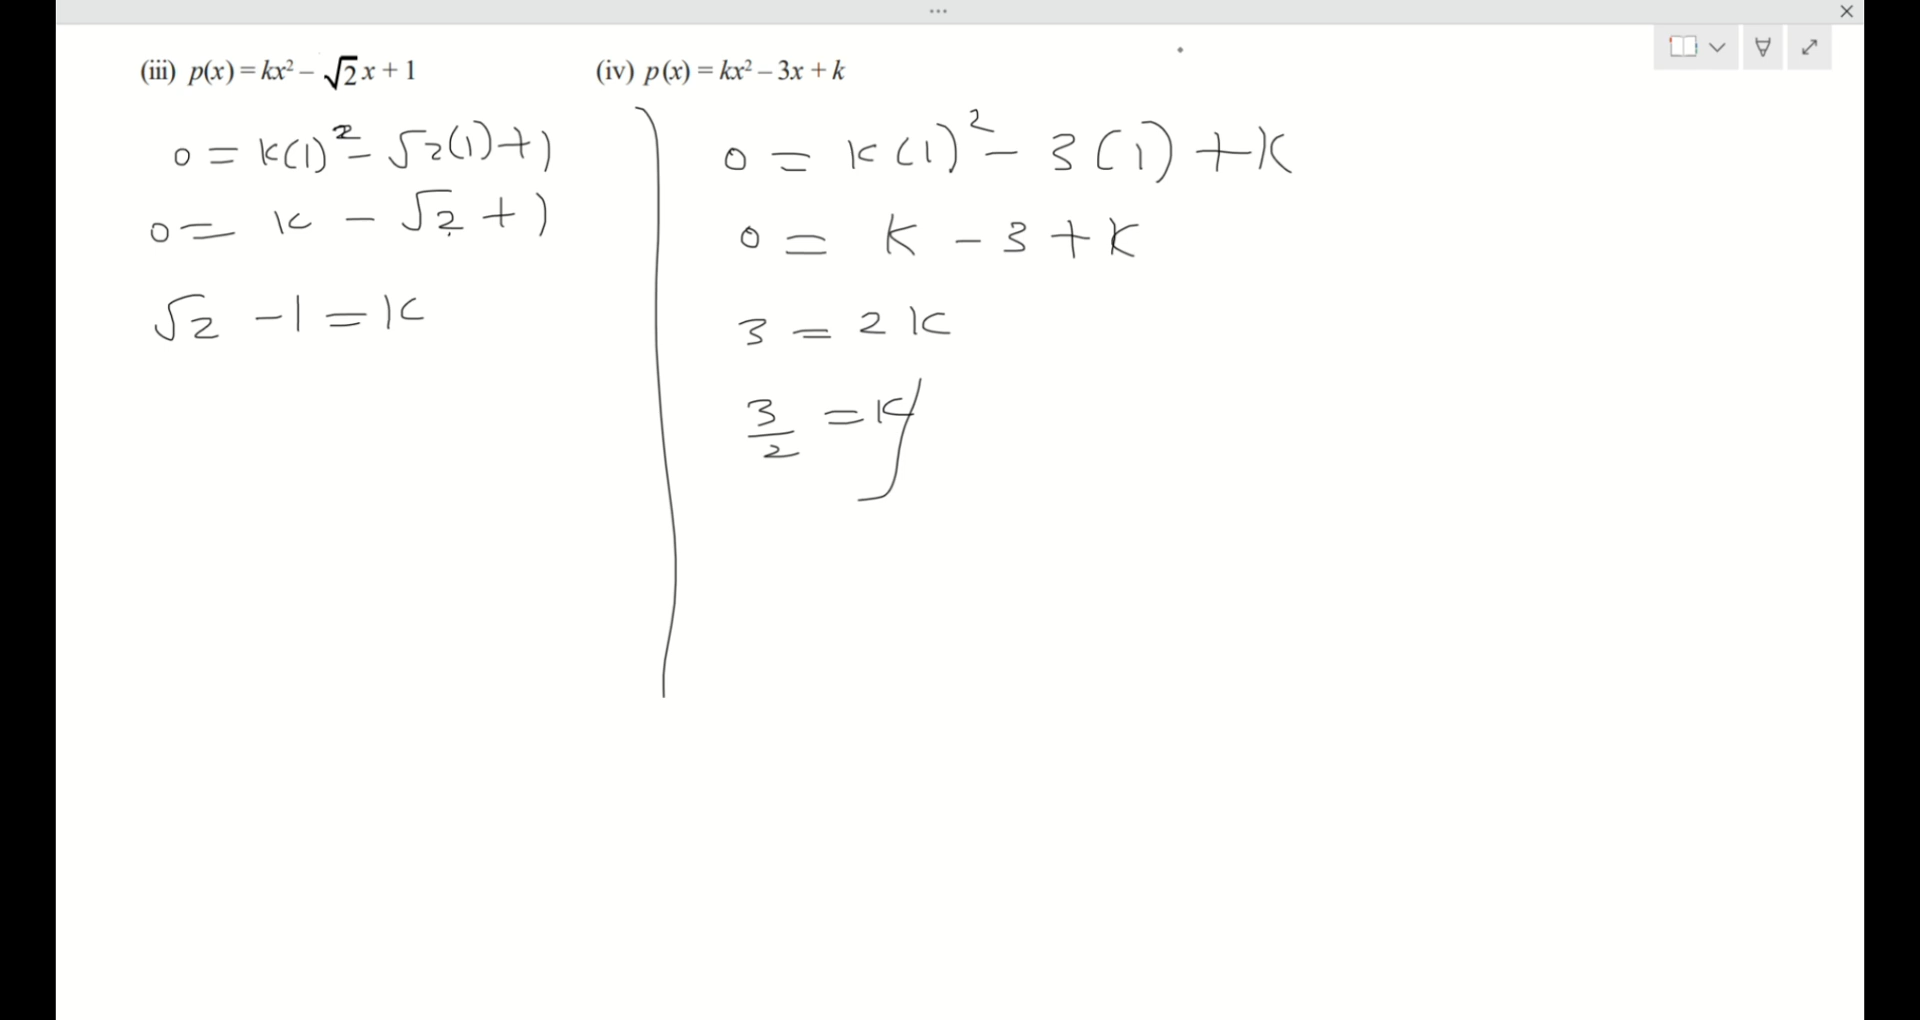 (iii) p(x) = kx² – √2x + 1
0 = k(1)² – √2(1) + 1
0 = k – √2 + 1
√2 – 1 = k
(iv) p(x) = kx² – 3x + k
0 = k(1)² – 3(1) + k
0 = k – 3 + k
3 = 2k
3/2 = k